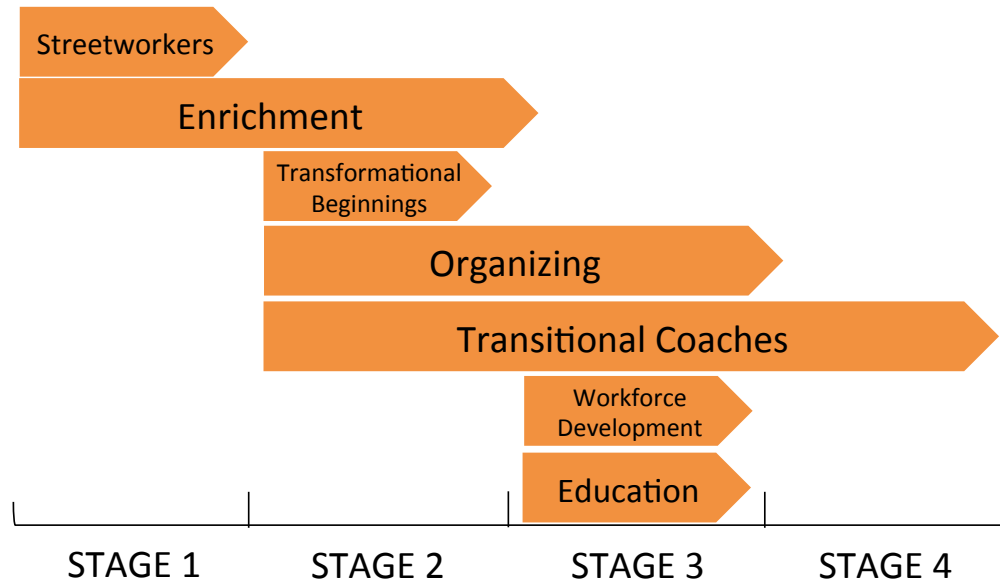 Streetworkers
Enrichment
Transformational
Beginnings
Organizing
Transitional Coaches
Workforce
Development
Education
STAGE 1 STAGE 2 STAGE 3 STAGE 4